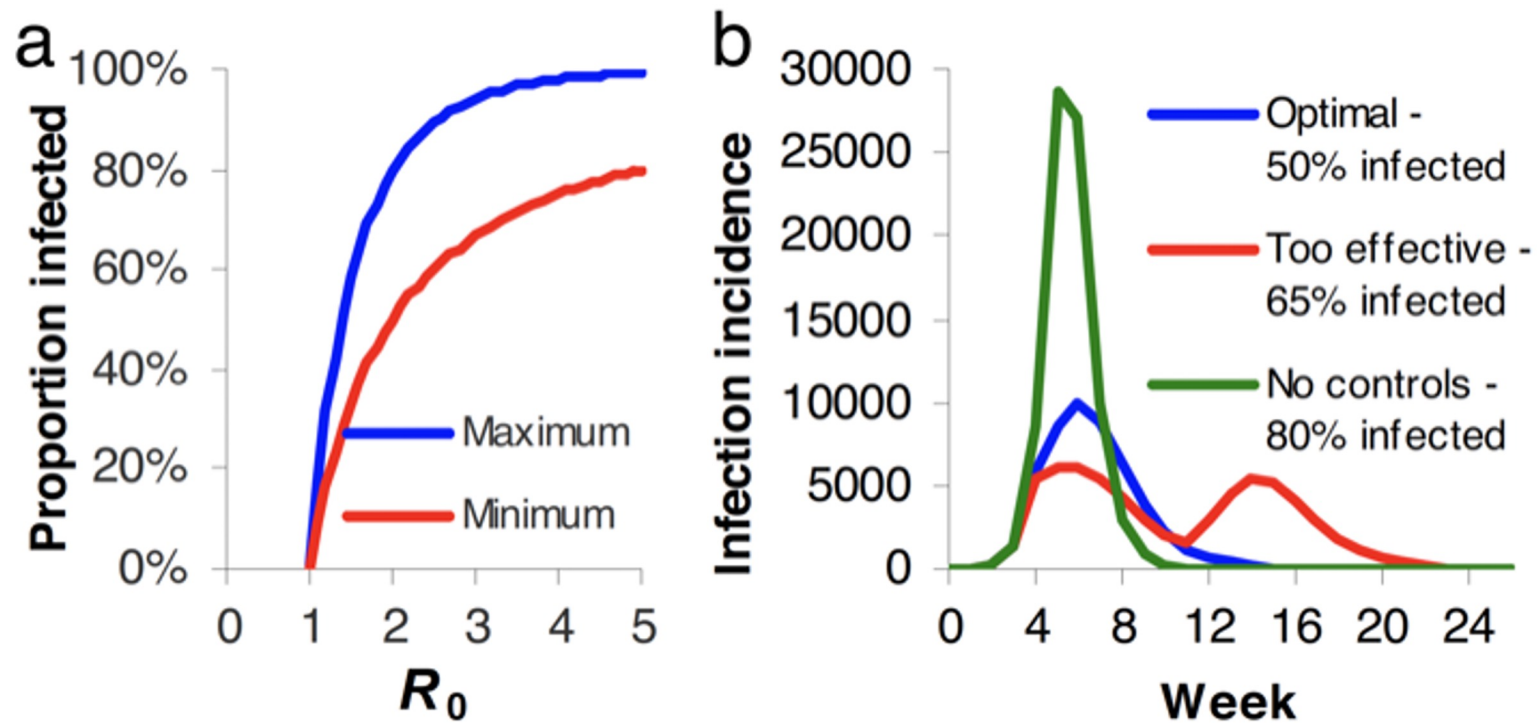 a
100%
80%
60%
40%
20%
0%
Proportion infected
Maximum
Minimum
0 1 2 3 4 5
R0
b
30000
25000
20000
15000
10000
5000
0
Infection incidence
Optimal -
50% infected
Too effective -
65% infected
No controls -
80% infected
0 4 8 12 16 20 24
Week